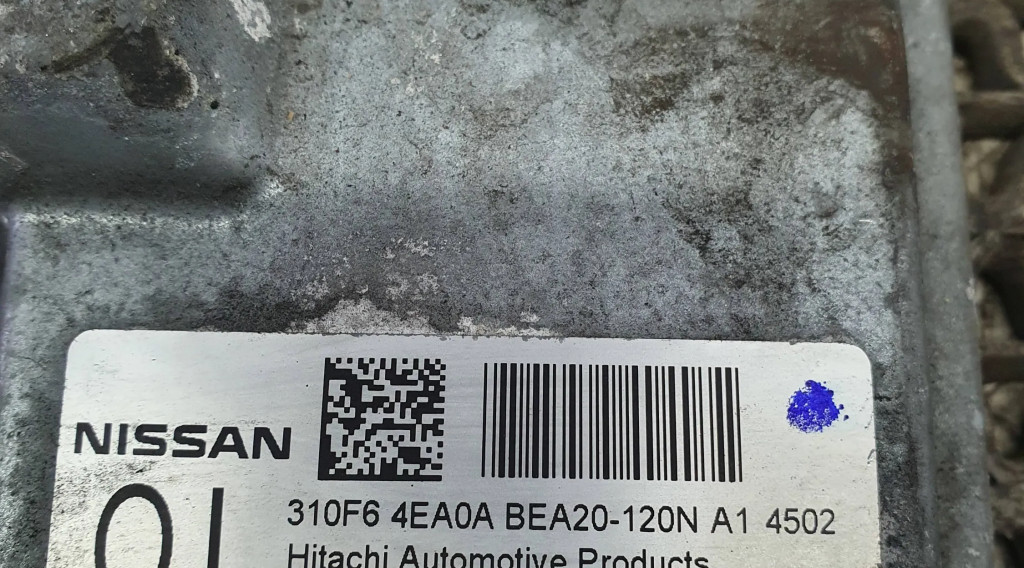 NISSAN
310F6 4EA0A BEA20-120N A1 4502
Hitachi Automotive Products